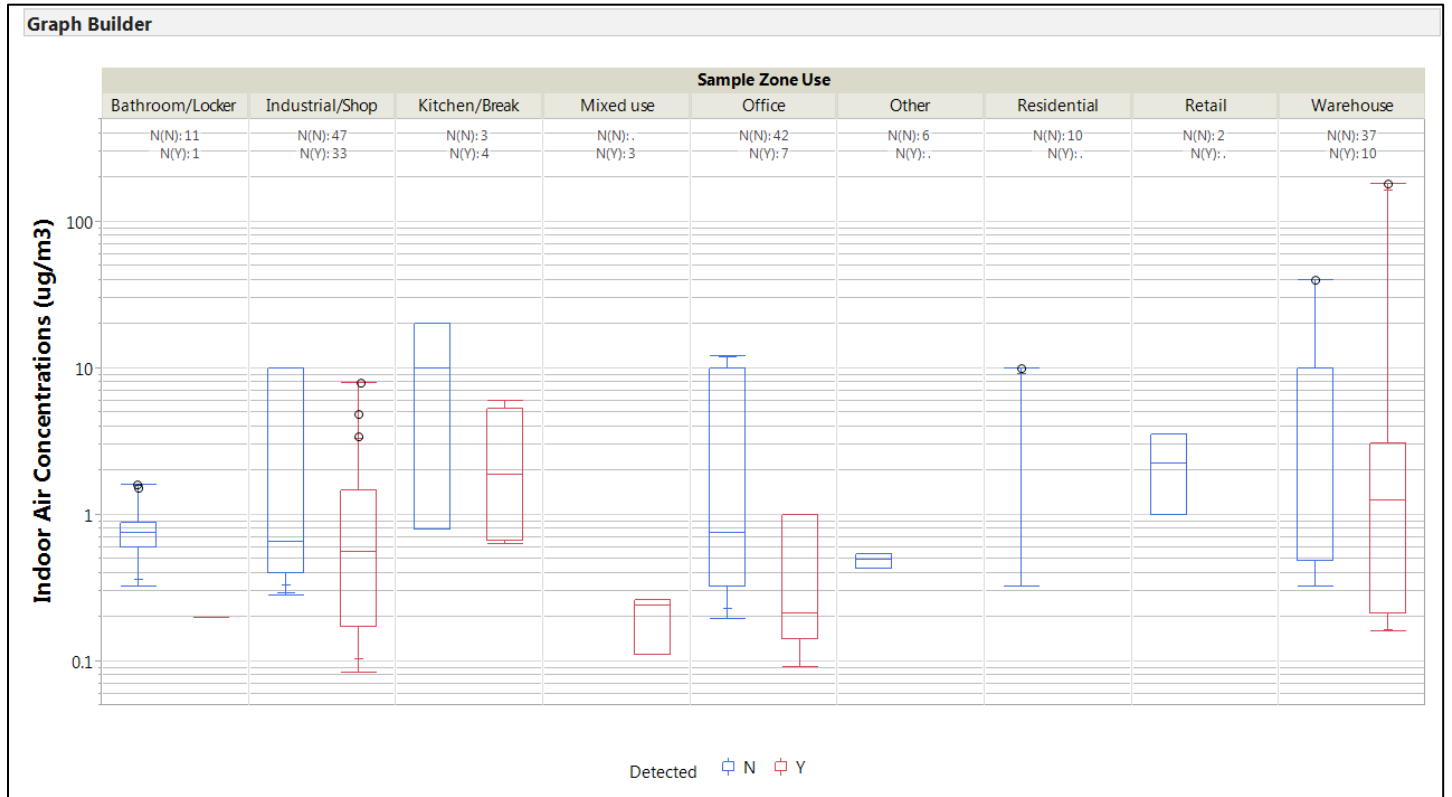 Graph Builder
Sample Zone Use
Bathroom/Locker Industrial/Shop Kitchen/Break Mixed use Office Other Residential Retail Warehouse
N(N): 11 N(N): 47 N(N): 3 N(N): . N(N): 42 N(N): 6 N(N): 10 N(N): 2 N(N): 37
N(Y): 1 N(Y): 33 N(Y): 4 N(Y): 3 N(Y): 7 N(Y): . N(Y): . N(Y): . N(Y): 10
Indoor Air Concentrations (ug/m3)
100
10
1
0.1
Detected N Y